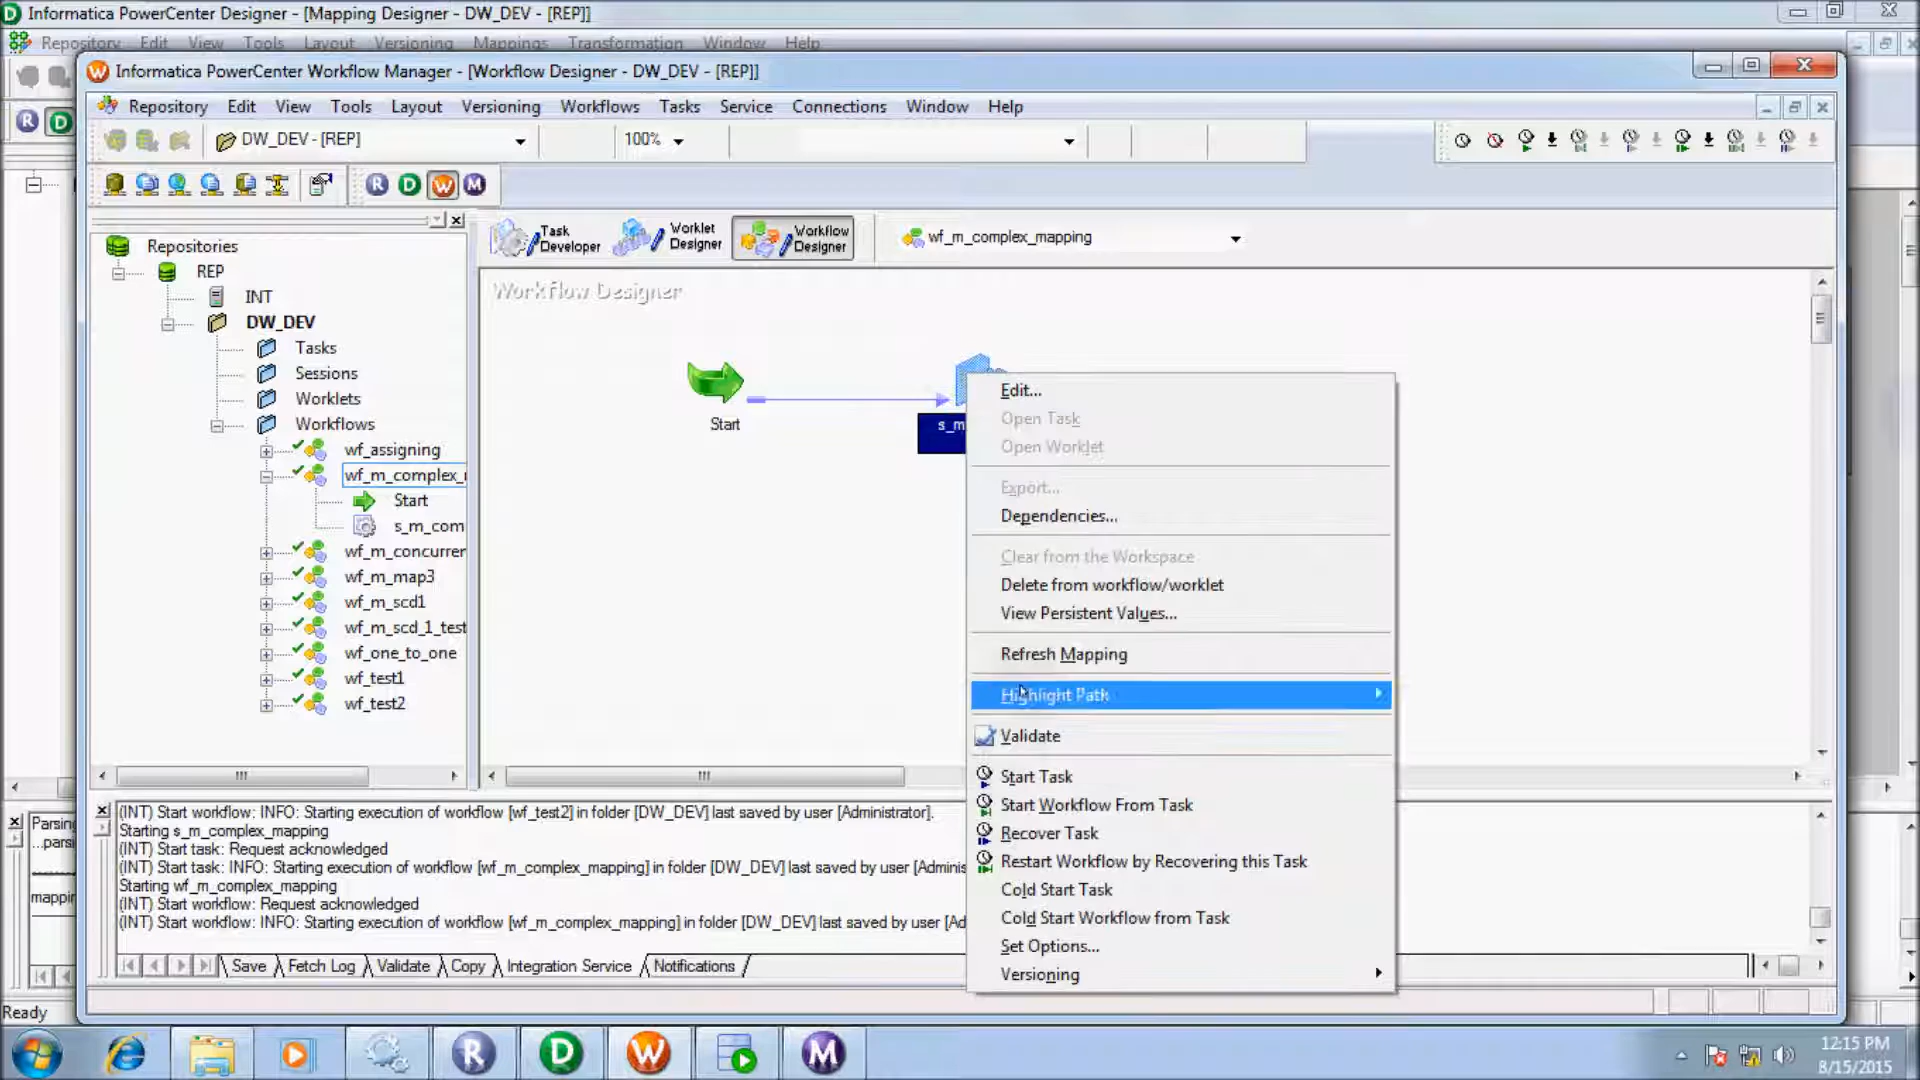 Informatica PowerCenter Designer - [Mapping Designer - DW_DEV - [REP]]
Repository Edit View Tools Layout Versioning Mappings Transformation Window Help
Informatica PowerCenter Workflow Manager - [Workflow Designer - DW_DEV - [REP]]
Repository Edit View Tools Layout Versioning Workflows Tasks Service Connections Window Help
DW_DEV - [REP] 100%
R D W M
R D
Task Developer
Worklet Designer
Workflow Designer
wf_m_complex_mapping
Repositories
REP
INT
DW_DEV
Tasks
Sessions
Worklets
Workflows
wf_assigning
wf_m_complex_
Start
s_m_com
wf_m_concurrer
wf_m_map3
wf_m_scd1
wf_m_scd_1_test
wf_one_to_one
wf_test1
wf_test2
Workflow Designer
Start
s_m
Edit...
Open Task
Open Worklet
Export...
Dependencies...
Clear from the Workspace
Delete from workflow/worklet
View Persistent Values...
Refresh Mapping
Highlight Path
Validate
Start Task
Start Workflow From Task
Recover Task
Restart Workflow by Recovering this Task
Cold Start Task
Cold Start Workflow from Task
Set Options...
Versioning
Parsing
...parsi
mappin
(INT) Start workflow: INFO: Starting execution of workflow [wf_test2] in folder [DW_DEV] last saved by user [Administrator].
Starting s_m_complex_mapping
(INT) Start task: Request acknowledged
(INT) Start task: INFO: Starting execution of workflow [wf_m_complex_mapping] in folder [DW_DEV] last saved by user [Adminis
Starting wf_m_complex_mapping
(INT) Start workflow: Request acknowledged
(INT) Start workflow: INFO: Starting execution of workflow [wf_m_complex_mapping] in folder [DW_DEV] last saved by user [Ad
Save Fetch Log Validate Copy Integration Service Notifications
Ready
R D W M
12:15 PM
8/15/2015